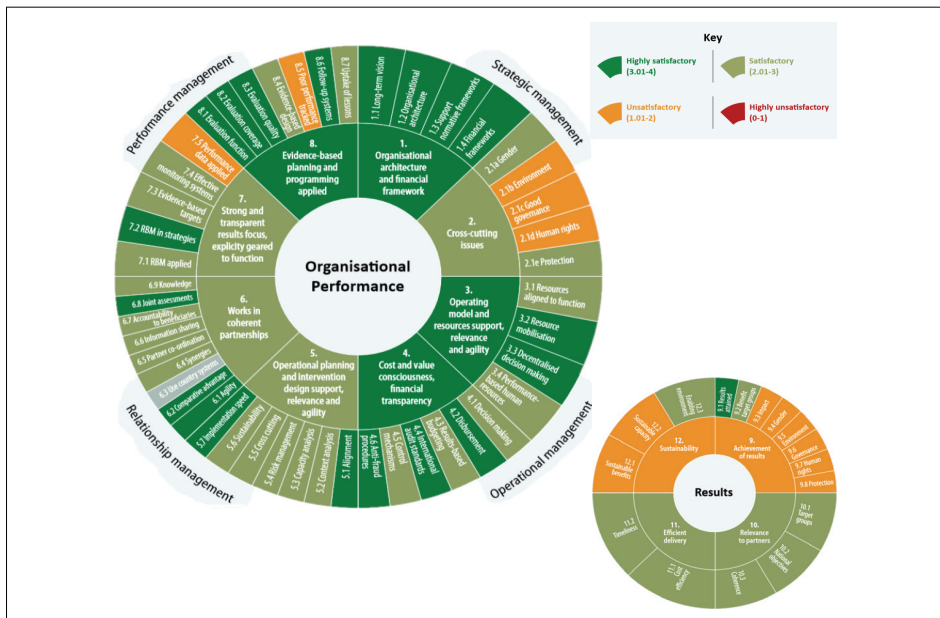 Key
Highly satisfactory
(3.01-4)
Satisfactory
(2.01-3)
Unsatisfactory
(1.01-2)
Highly unsatisfactory
(0-1)
Performance management
Strategic management
Operational management
Relationship management
Organisational
Performance
1.
Organisational
architecture
and financial
framework
1.1 Long-term vision
1.2 Organisational
architecture
1.3 Support
normative frameworks
1.4 Financial
frameworks
2.
Cross-cutting
issues
2.1a Gender
2.1b Environment
2.1c Good
governance
2.1d Human rights
2.1e Protection
3.
Operating
model and
resources support,
relevance
and agility
3.1 Resources
aligned to function
3.2 Resource
mobilisation
3.3 Decentralised
decision making
3.4 Performance-
based human
resources
4.
Cost and value
consciousness,
financial
transparency
4.1 Decision making
4.2 Disbursement
4.3 Results-based
budgeting
4.4 International
audit standards
4.5 Control
mechanisms
4.6 Anti-fraud
procedures
5.
Operational planning
and intervention
design support,
relevance and
agility
5.1 Alignment
5.2 Context analysis
5.3 Capacity analysis
5.4 Risk management
5.5 Cross cutting
5.6 Sustainability
5.7 Implementation speed
6.
Works in
coherent
partnerships
6.1 Agility
6.2 Comparative advantage
6.3 Use country systems
6.4 Synergies
6.5 Partner co-ordination
6.6 Information sharing
6.7 Accountability
to beneficiaries
6.8 Joint assessments
6.9 Knowledge
7.
Strong and
transparent
results focus,
explicity geared
to function
7.1 RBM applied
7.2 RBM in strategies
7.3 Evidence-based
targets
7.4 Effective
monitoring systems
7.5 Performance
data applied
8.
Evidence-based
planning and
programming
applied
8.1 Evaluation function
8.2 Evaluation coverage
8.3 Evaluation quality
8.4 Evidence-based
design
8.5 Poor performance
tracked
8.6 Follow-up systems
8.7 Uptake of lessons
Results
9.
Achievement
of results
9.1 Results
attained
9.2 Benefits
target groups
9.3 Impact
9.4 Gender
9.5
Environment
9.6
Governance
9.7 Human
rights
9.8 Protection
10.
Relevance
to partners
10.1
Target
groups
10.2
National
objectives
10.3
Coherence
11.
Efficient
delivery
11.1 Cost
efficiency
11.2
Timeliness
12.
Sustainability
12.1
Sustainable
benefits
12.2
Sustainable
capacity
12.3
Enabling
environment